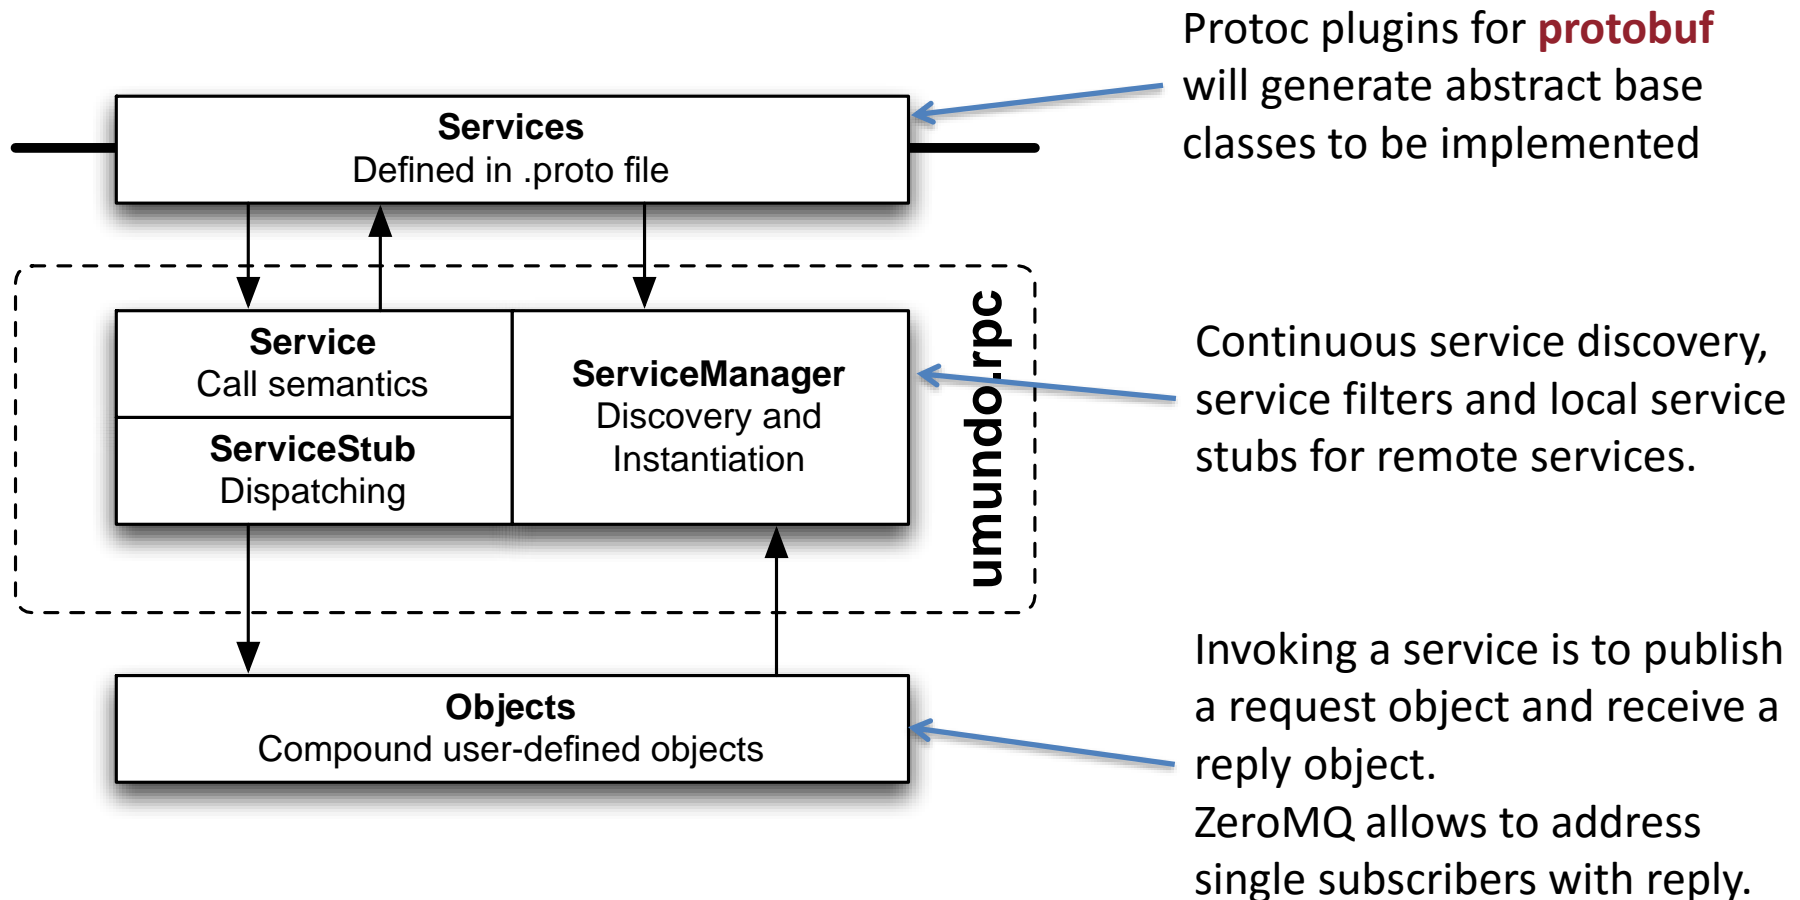 Protoc plugins for protobuf
will generate abstract base
classes to be implemented
Services
Defined in .proto file
Service
Call semantics
ServiceStub
Dispatching
ServiceManager
Discovery and
Instantiation
umundo.rpc
Continuous service discovery,
service filters and local service
stubs for remote services.
Objects
Compound user-defined objects
Invoking a service is to publish
a request object and receive a
reply object.
ZeroMQ allows to address
single subscribers with reply.